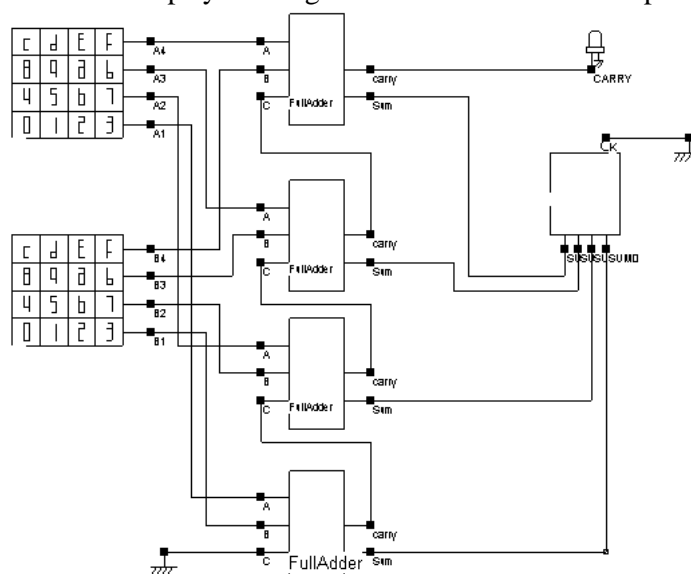 c d E F
8 9 a b
4 5 b 7
0 1 2 3
A4
A3
A2
A1
A
B
C
FullAdder
carry
Sum
CARRY
CK
SUM0
c d E F
8 9 a b
4 5 b 7
0 1 2 3
B4
B3
B2
B1
A
B
C
FullAdder
carry
Sum
A
B
C
FullAdder
carry
Sum
A
B
C
FullAdder
carry
Sum